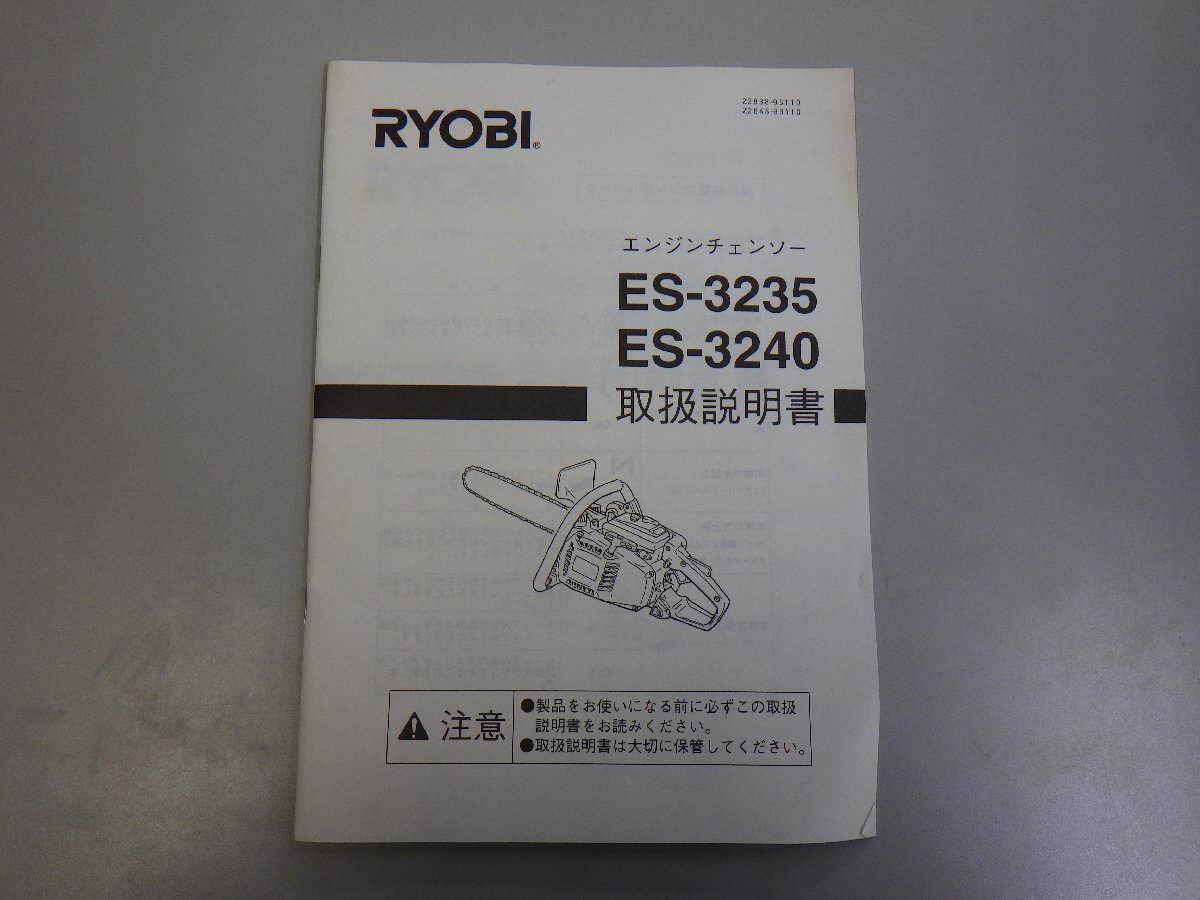 RYOBI®
Z2838-93110
Z2848-93110
エンジンチェンソー
ES-3235
ES-3240
取扱説明書
注意
●製品をお使いになる前に必ずこの取扱
説明書をお読みください。
●取扱説明書は大切に保管してください。